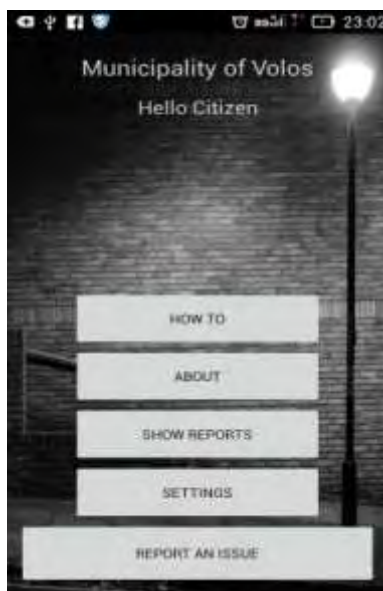 23:02
Municipality of Volos
Hello Citizen
HOW TO
ABOUT
SHOW REPORTS
SETTINGS
REPORT AN ISSUE